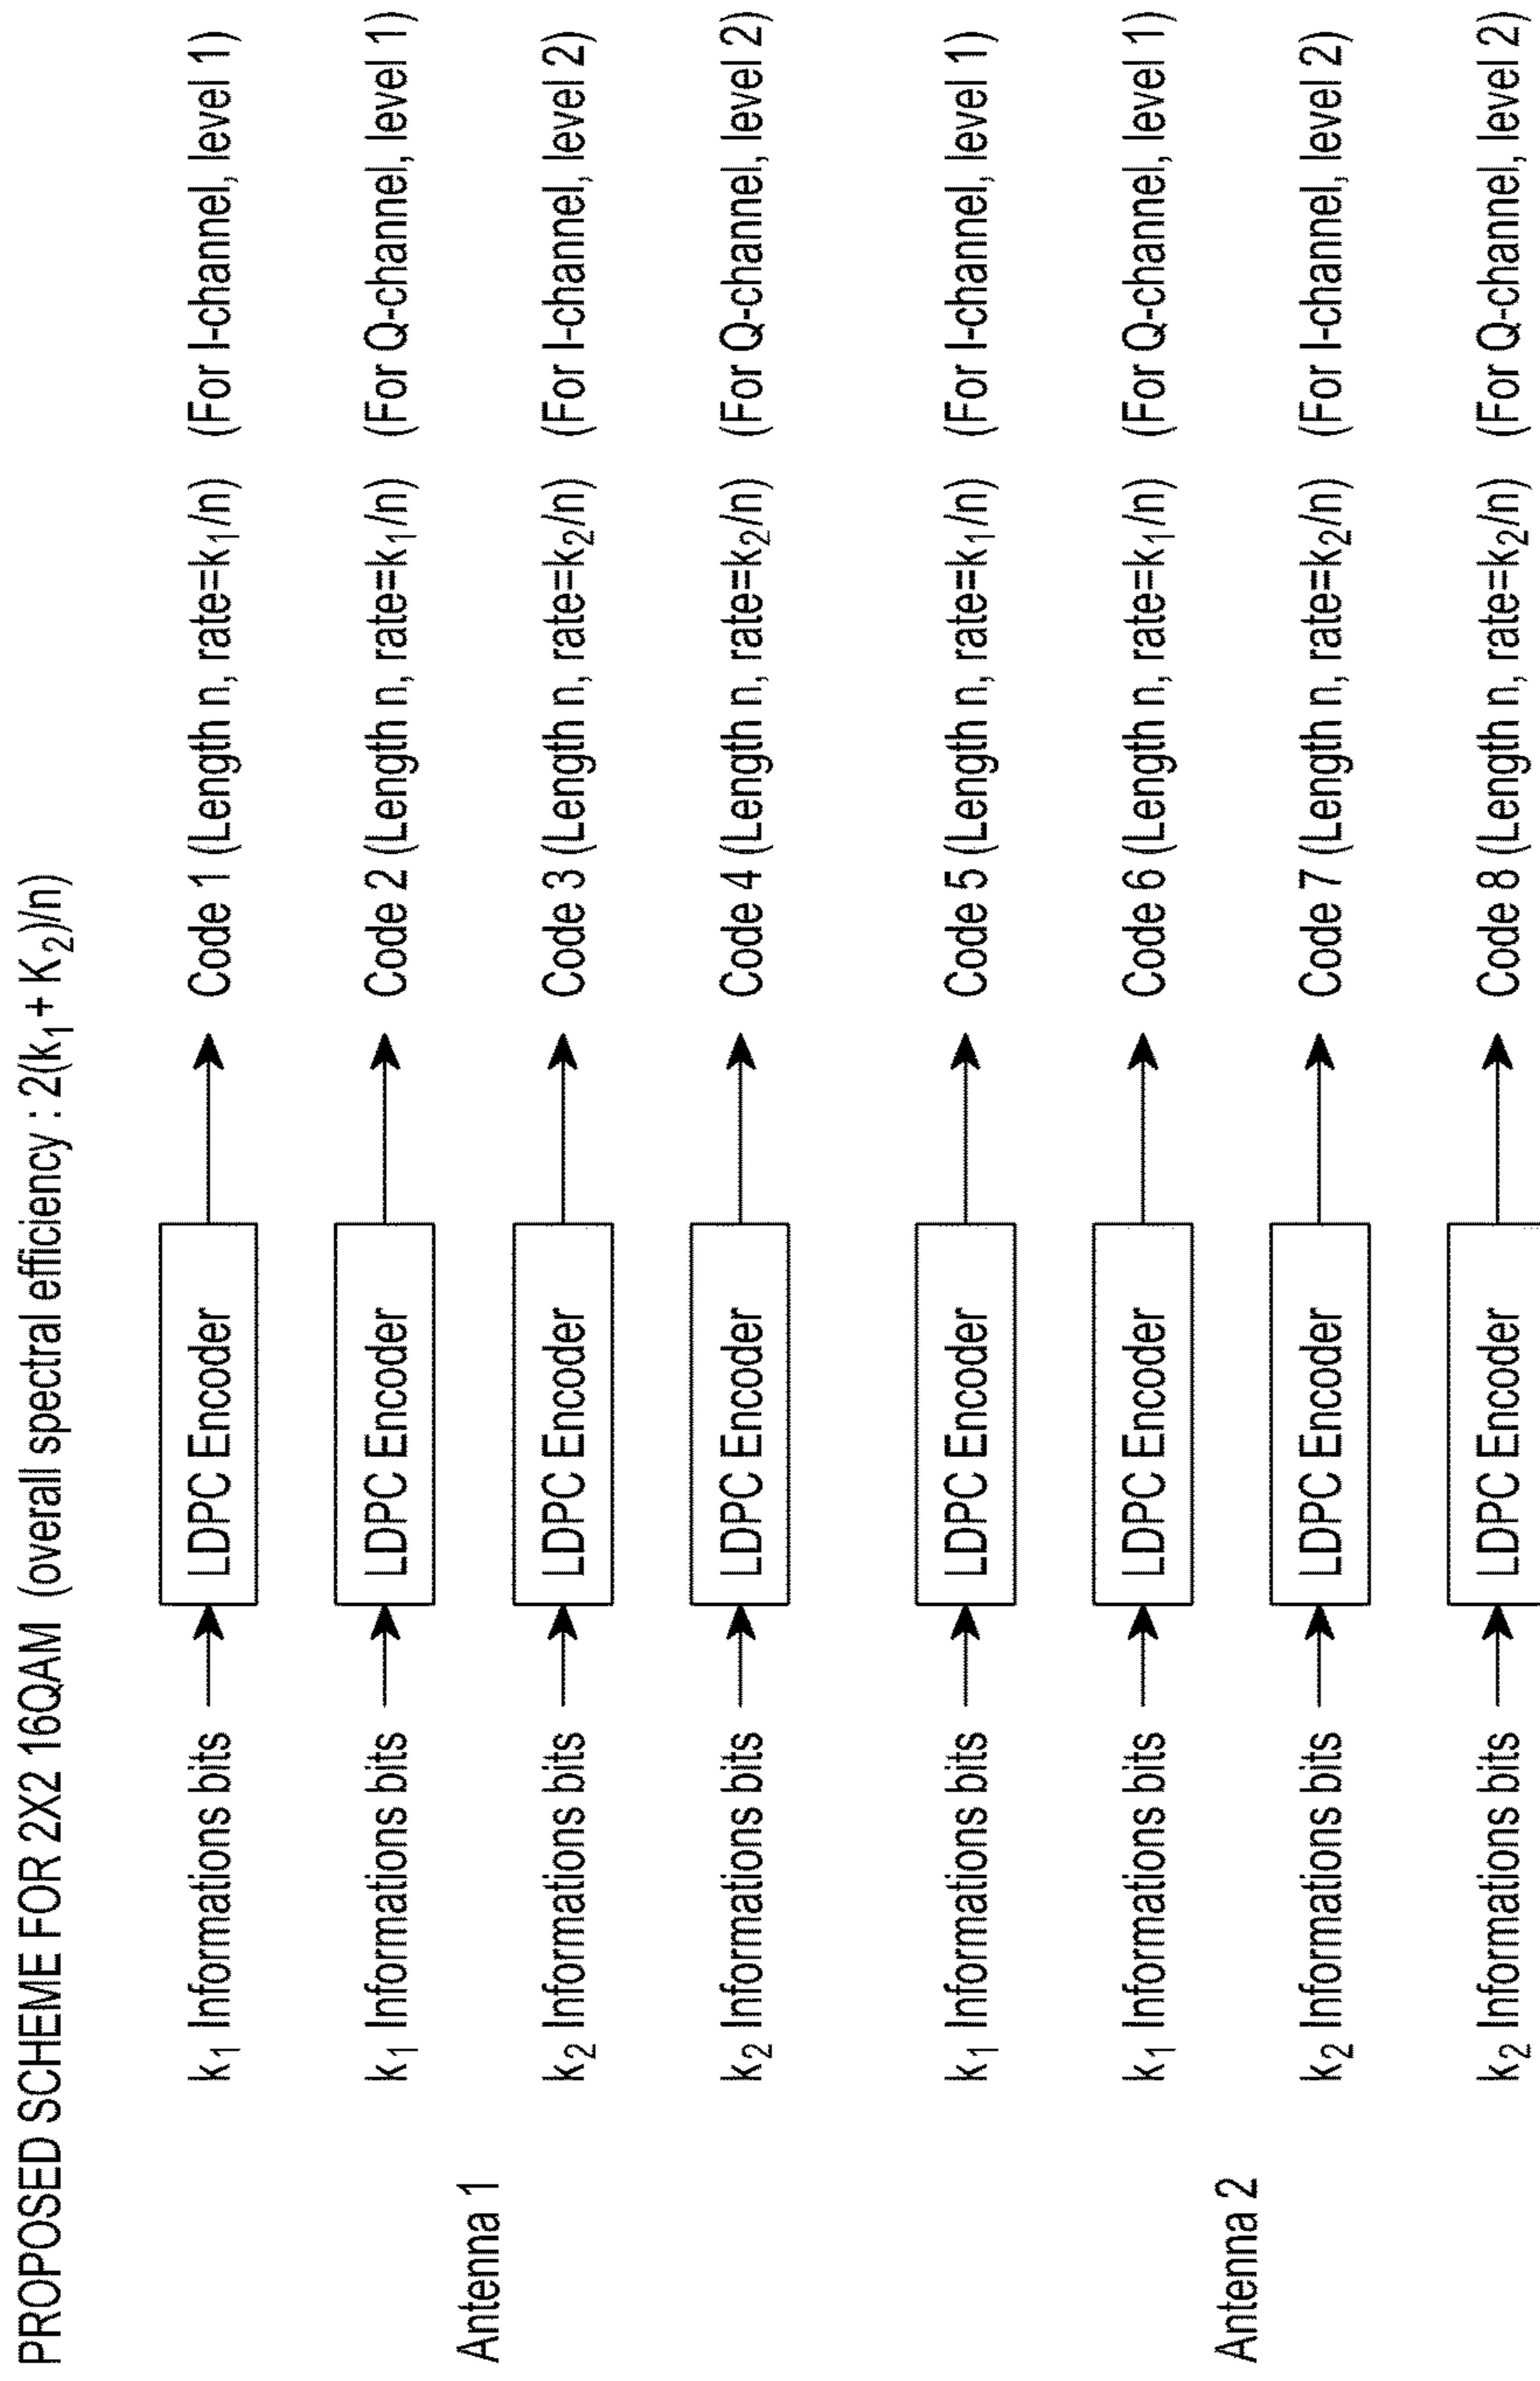 PROPOSED SCHEME FOR 2X2 16QAM (overall spectral efficiency : 2(k₁ + K₂)/n)
Antenna 1
k₁ Informations bits LDPC Encoder Code 1 (Length n, rate=k₁/n) (For I-channel, level 1)
k₁ Informations bits LDPC Encoder Code 2 (Length n, rate=k₁/n) (For Q-channel, level 1)
k₂ Informations bits LDPC Encoder Code 3 (Length n, rate=k₂/n) (For I-channel, level 2)
k₂ Informations bits LDPC Encoder Code 4 (Length n, rate=k₂/n) (For Q-channel, level 2)
Antenna 2
k₁ Informations bits LDPC Encoder Code 5 (Length n, rate=k₁/n) (For I-channel, level 1)
k₁ Informations bits LDPC Encoder Code 6 (Length n, rate=k₁/n) (For Q-channel, level 1)
k₂ Informations bits LDPC Encoder Code 7 (Length n, rate=k₂/n) (For I-channel, level 2)
k₂ Informations bits LDPC Encoder Code 8 (Length n, rate=k₂/n) (For Q-channel, level 2)